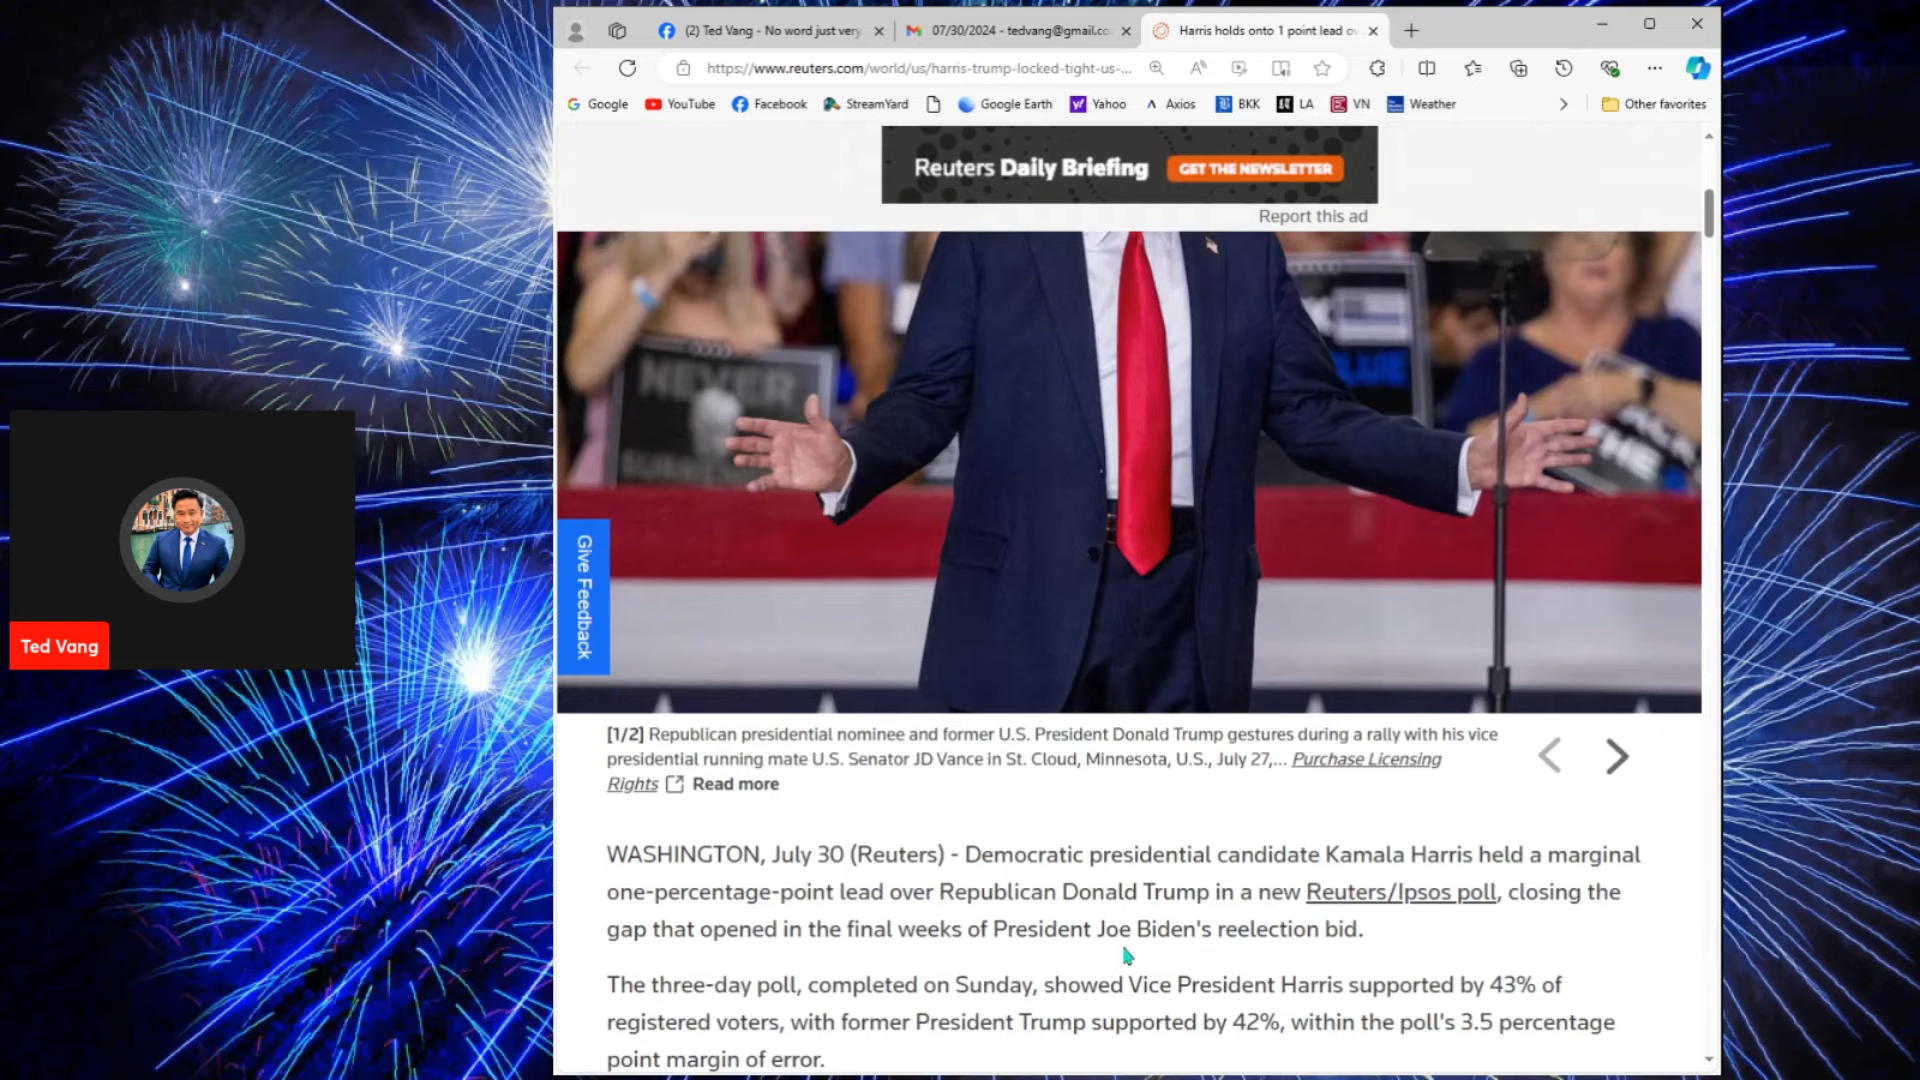 (2) Ted Vang - No word just very
07/30/2024 - tedvang@gmail.co
Harris holds onto 1 point lead o
https://www.reuters.com/world/us/harris-trump-locked-tight-us-...
Google YouTube Facebook StreamYard Google Earth Yahoo Axios BKK LA VN Weather Other favorites
Reuters Daily Briefing GET THE NEWSLETTER
Report this ad
NEVER
BLUE
THE
Give Feedback
Ted Vang
[1/2] Republican presidential nominee and former U.S. President Donald Trump gestures during a rally with his vice
presidential running mate U.S. Senator JD Vance in St. Cloud, Minnesota, U.S., July 27,... Purchase Licensing
Rights Read more
WASHINGTON, July 30 (Reuters) - Democratic presidential candidate Kamala Harris held a marginal
one-percentage-point lead over Republican Donald Trump in a new Reuters/Ipsos poll, closing the
gap that opened in the final weeks of President Joe Biden's reelection bid.
The three-day poll, completed on Sunday, showed Vice President Harris supported by 43% of
registered voters, with former President Trump supported by 42%, within the poll's 3.5 percentage
point margin of error.